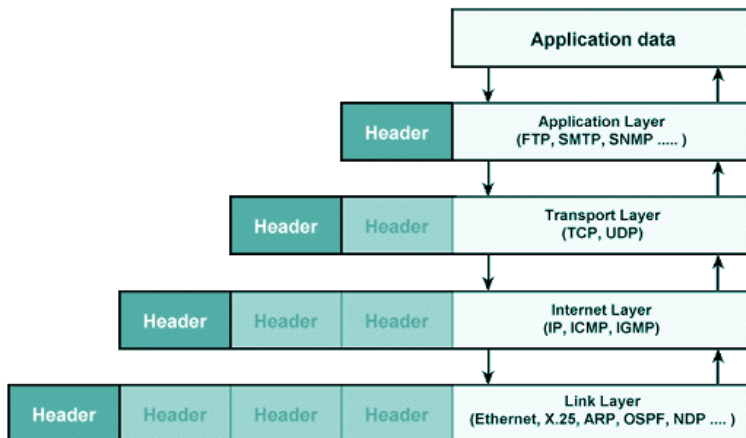 Application data
Header
Application Layer
(FTP, SMTP, SNMP ..... )
Header Header
Transport Layer
(TCP, UDP)
Header Header Header
Internet Layer
(IP, ICMP, IGMP)
Header Header Header Header
Link Layer
(Ethernet, X.25, ARP, OSPF, NDP .... )